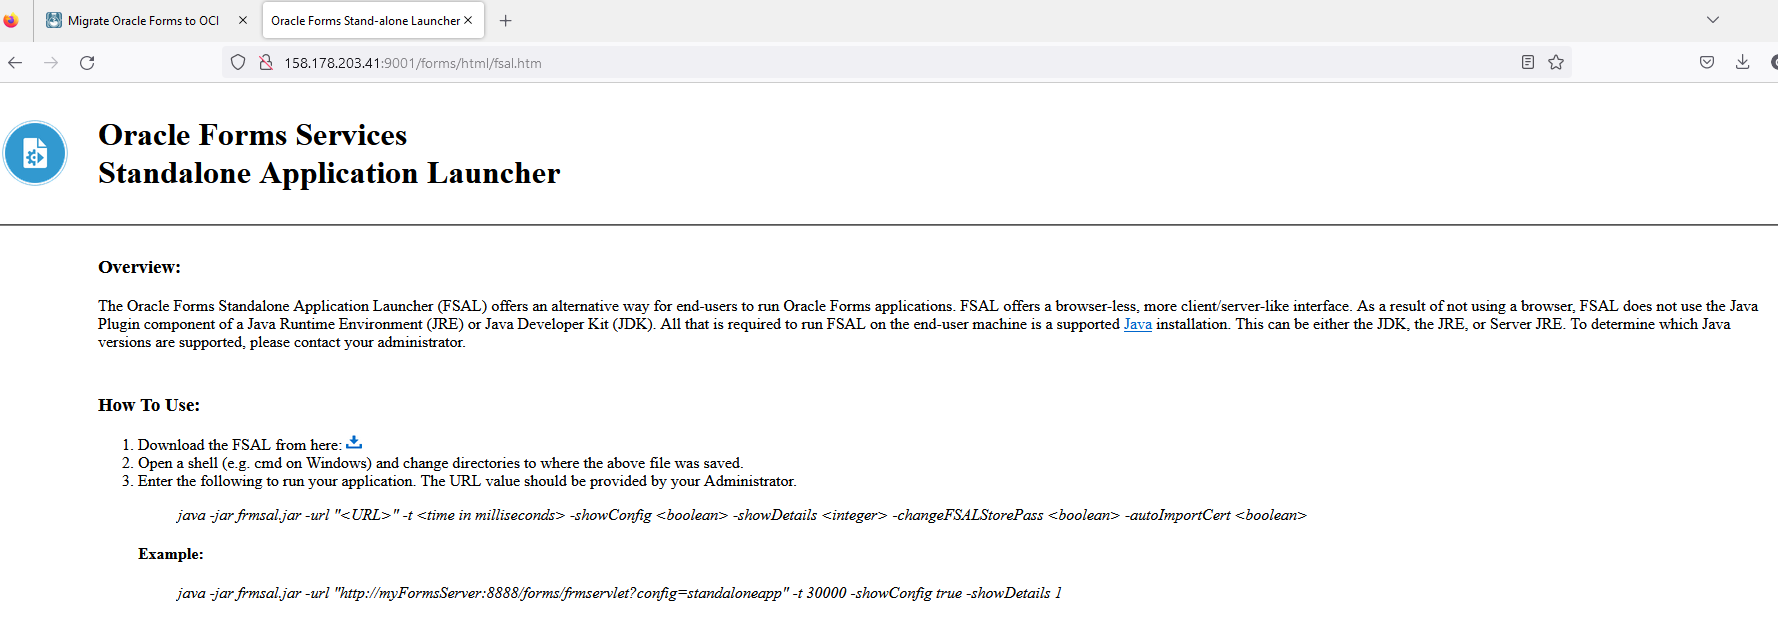 Migrate Oracle Forms to OCI
Oracle Forms Stand-alone Launcher
158.178.203.41:9001/forms/html/fsal.htm
Oracle Forms Services
Standalone Application Launcher
Overview:
The Oracle Forms Standalone Application Launcher (FSAL) offers an alternative way for end-users to run Oracle Forms applications. FSAL offers a browser-less, more client/server-like interface. As a result of not using a browser, FSAL does not use the Java
Plugin component of a Java Runtime Environment (JRE) or Java Developer Kit (JDK). All that is required to run FSAL on the end-user machine is a supported Java installation. This can be either the JDK, the JRE, or Server JRE. To determine which Java
versions are supported, please contact your administrator.
How To Use:
1. Download the FSAL from here:
2. Open a shell (e.g. cmd on Windows) and change directories to where the above file was saved.
3. Enter the following to run your application. The URL value should be provided by your Administrator.
java -jar frmsal.jar -url "<URL>" -t <time in milliseconds> -showConfig <boolean> -showDetails <integer> -changeFSALStorePass <boolean> -autoImportCert <boolean>
Example:
java -jar frmsal.jar -url "http://myFormsServer:8888/forms/frmservlet?config=standaloneapp" -t 30000 -showConfig true -showDetails 1